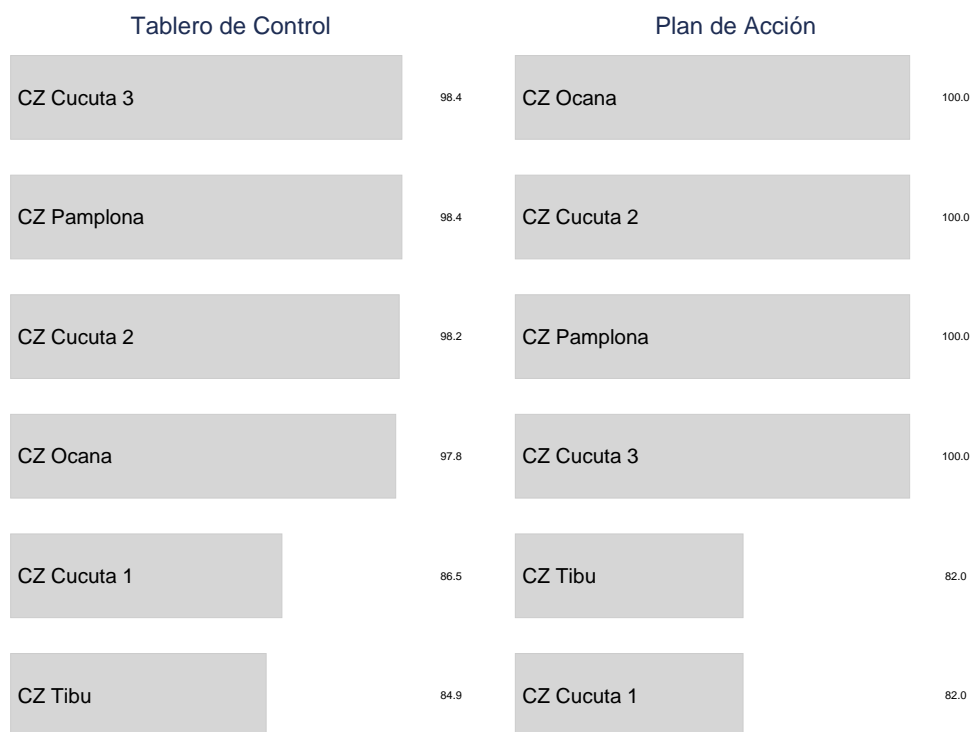 Tablero de Control
CZ Cucuta 3 98.4
CZ Pamplona 98.4
CZ Cucuta 2 98.2
CZ Ocana 97.8
CZ Cucuta 1 86.5
CZ Tibu 84.9
Plan de Acción
CZ Ocana 100.0
CZ Cucuta 2 100.0
CZ Pamplona 100.0
CZ Cucuta 3 100.0
CZ Tibu 82.0
CZ Cucuta 1 82.0